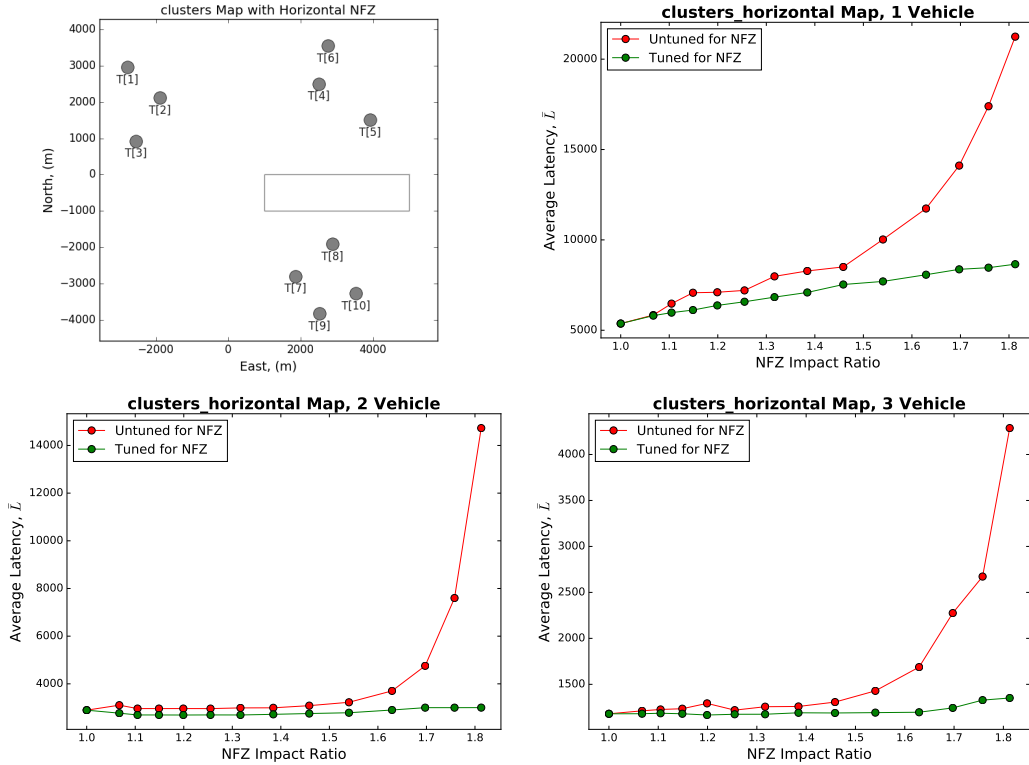 clusters Map with Horizontal NFZ
4000
3000
2000
1000
0
−1000
−2000
−3000
−4000
North, (m)
T[1]
T[2]
T[3]
T[6]
T[4]
T[5]
T[8]
T[7]
T[10]
T[9]
−2000 0 2000 4000
East, (m)
clusters_horizontal Map, 1 Vehicle
Untuned for NFZ
Tuned for NFZ
20000
15000
10000
5000
Average Latency, L̄
1.0 1.1 1.2 1.3 1.4 1.5 1.6 1.7 1.8
NFZ Impact Ratio
clusters_horizontal Map, 2 Vehicle
Untuned for NFZ
Tuned for NFZ
14000
12000
10000
8000
6000
4000
Average Latency, L̄
1.0 1.1 1.2 1.3 1.4 1.5 1.6 1.7 1.8
NFZ Impact Ratio
clusters_horizontal Map, 3 Vehicle
Untuned for NFZ
Tuned for NFZ
4000
3500
3000
2500
2000
1500
Average Latency, L̄
1.0 1.1 1.2 1.3 1.4 1.5 1.6 1.7 1.8
NFZ Impact Ratio